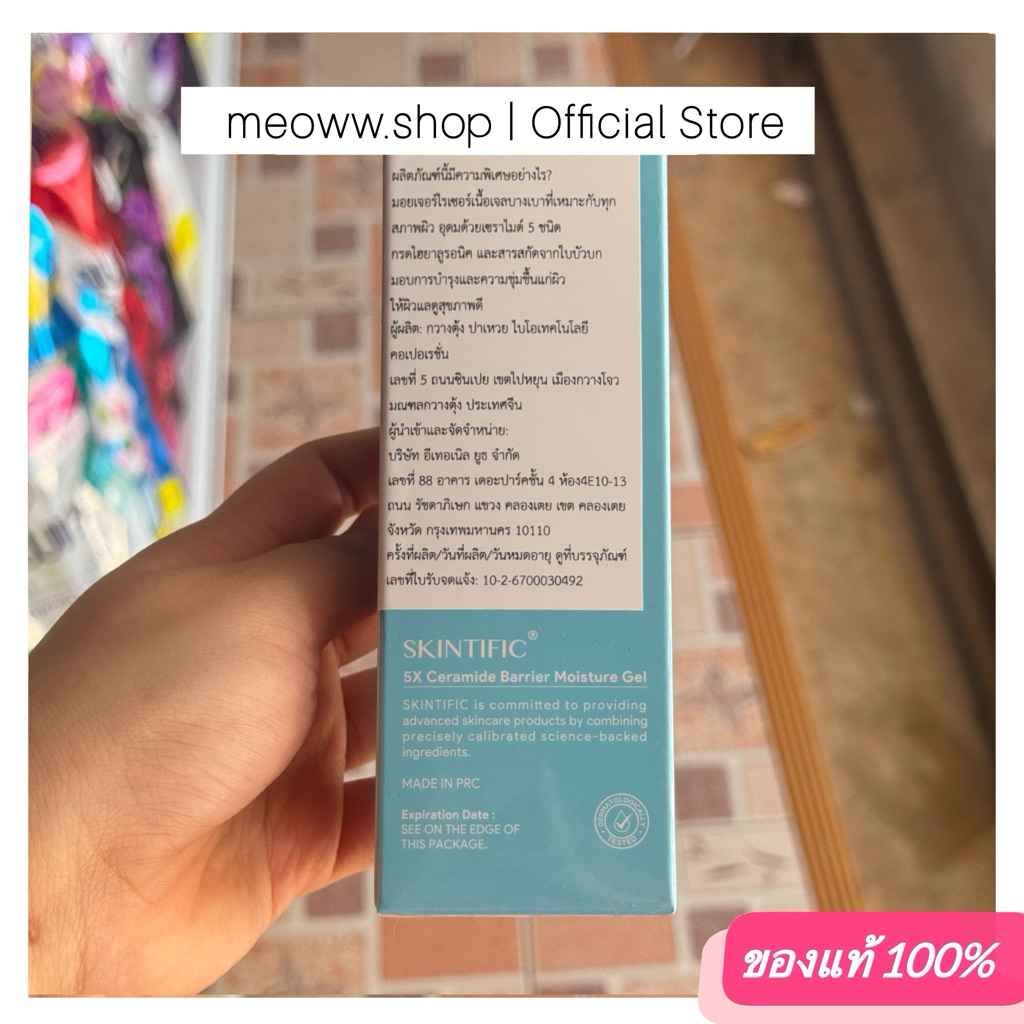 meoww.shop | Official Store
ผลิตภัณฑ์นี้มีความพิเศษอย่างไร?
มอยเจอร์ไรเซอร์เนื้อเจลบางเบาที่เหมาะกับทุก
สภาพผิว อุดมด้วยเซราไมด์ 5 ชนิด
กรดไฮยาลูรอนิค และสารสกัดจากใบบัวบก
มอบการบำรุงและความชุ่มชื้นแก่ผิว
ให้ผิวแลดูสุขภาพดี
ผู้ผลิต: กวางตุ้ง ปาเหวย ไบโอเทคโนโลยี
คอเปอเรชั่น
เลขที่ 5 ถนนซินเปย เขตไปหยุน เมืองกวางโจว
มณฑลกวางตุ้ง ประเทศจีน
ผู้นำเข้าและจัดจำหน่าย:
บริษัท อีเทอเนิล ยูธ จำกัด
เลขที่ 88 อาคาร เดอะปาร์คชั้น 4 ห้อง4E10-13
ถนน รัชดาภิเษก แขวง คลองเตย เขต คลองเตย
จังหวัด กรุงเทพมหานคร 10110
ครั้งที่ผลิต/วันที่ผลิต/วันหมดอายุ ดูที่บรรจุภัณฑ์
เลขที่ใบรับจดแจ้ง: 10-2-6700030492
SKINTIFIC®
5X Ceramide Barrier Moisture Gel
SKINTIFIC is committed to providing
advanced skincare products by combining
precisely calibrated science-backed
ingredients.
MADE IN PRC
Expiration Date :
SEE ON THE EDGE OF
THIS PACKAGE.
DERMATOLOGICALLY
TESTED
ของแท้ 100%